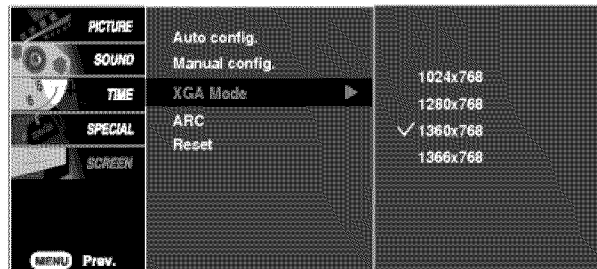 PICTURE
SOUND
TIME
SPECIAL
SCREEN
MENU Prev.
Auto config.
Manual config.
XGA Mode
ARC
Reset
1024x768
1280x768
1360x768
1366x768